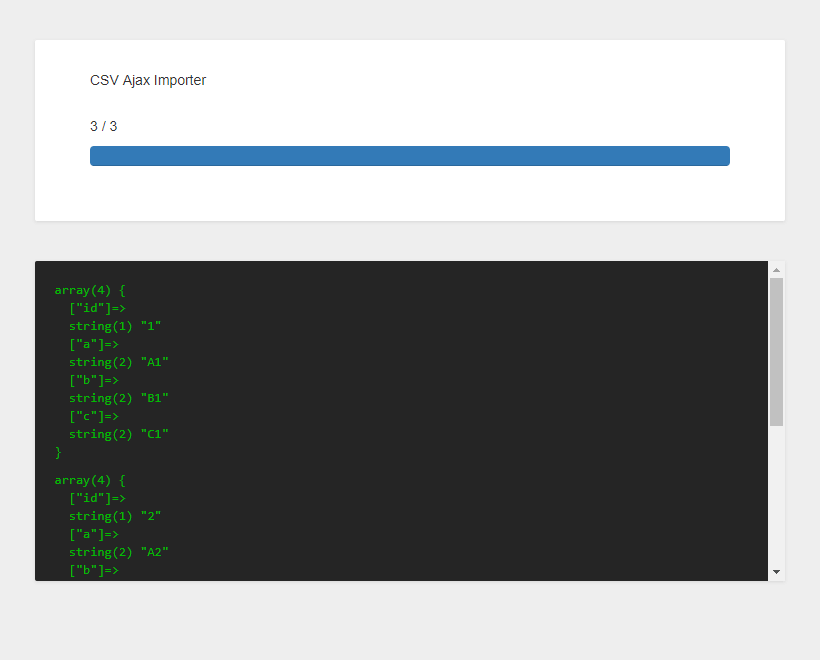 CSV Ajax Importer
3 / 3
array(4) {
  ["id"]=>
  string(1) "1"
  ["a"]=>
  string(2) "A1"
  ["b"]=>
  string(2) "B1"
  ["c"]=>
  string(2) "C1"
}
array(4) {
  ["id"]=>
  string(1) "2"
  ["a"]=>
  string(2) "A2"
  ["b"]=>